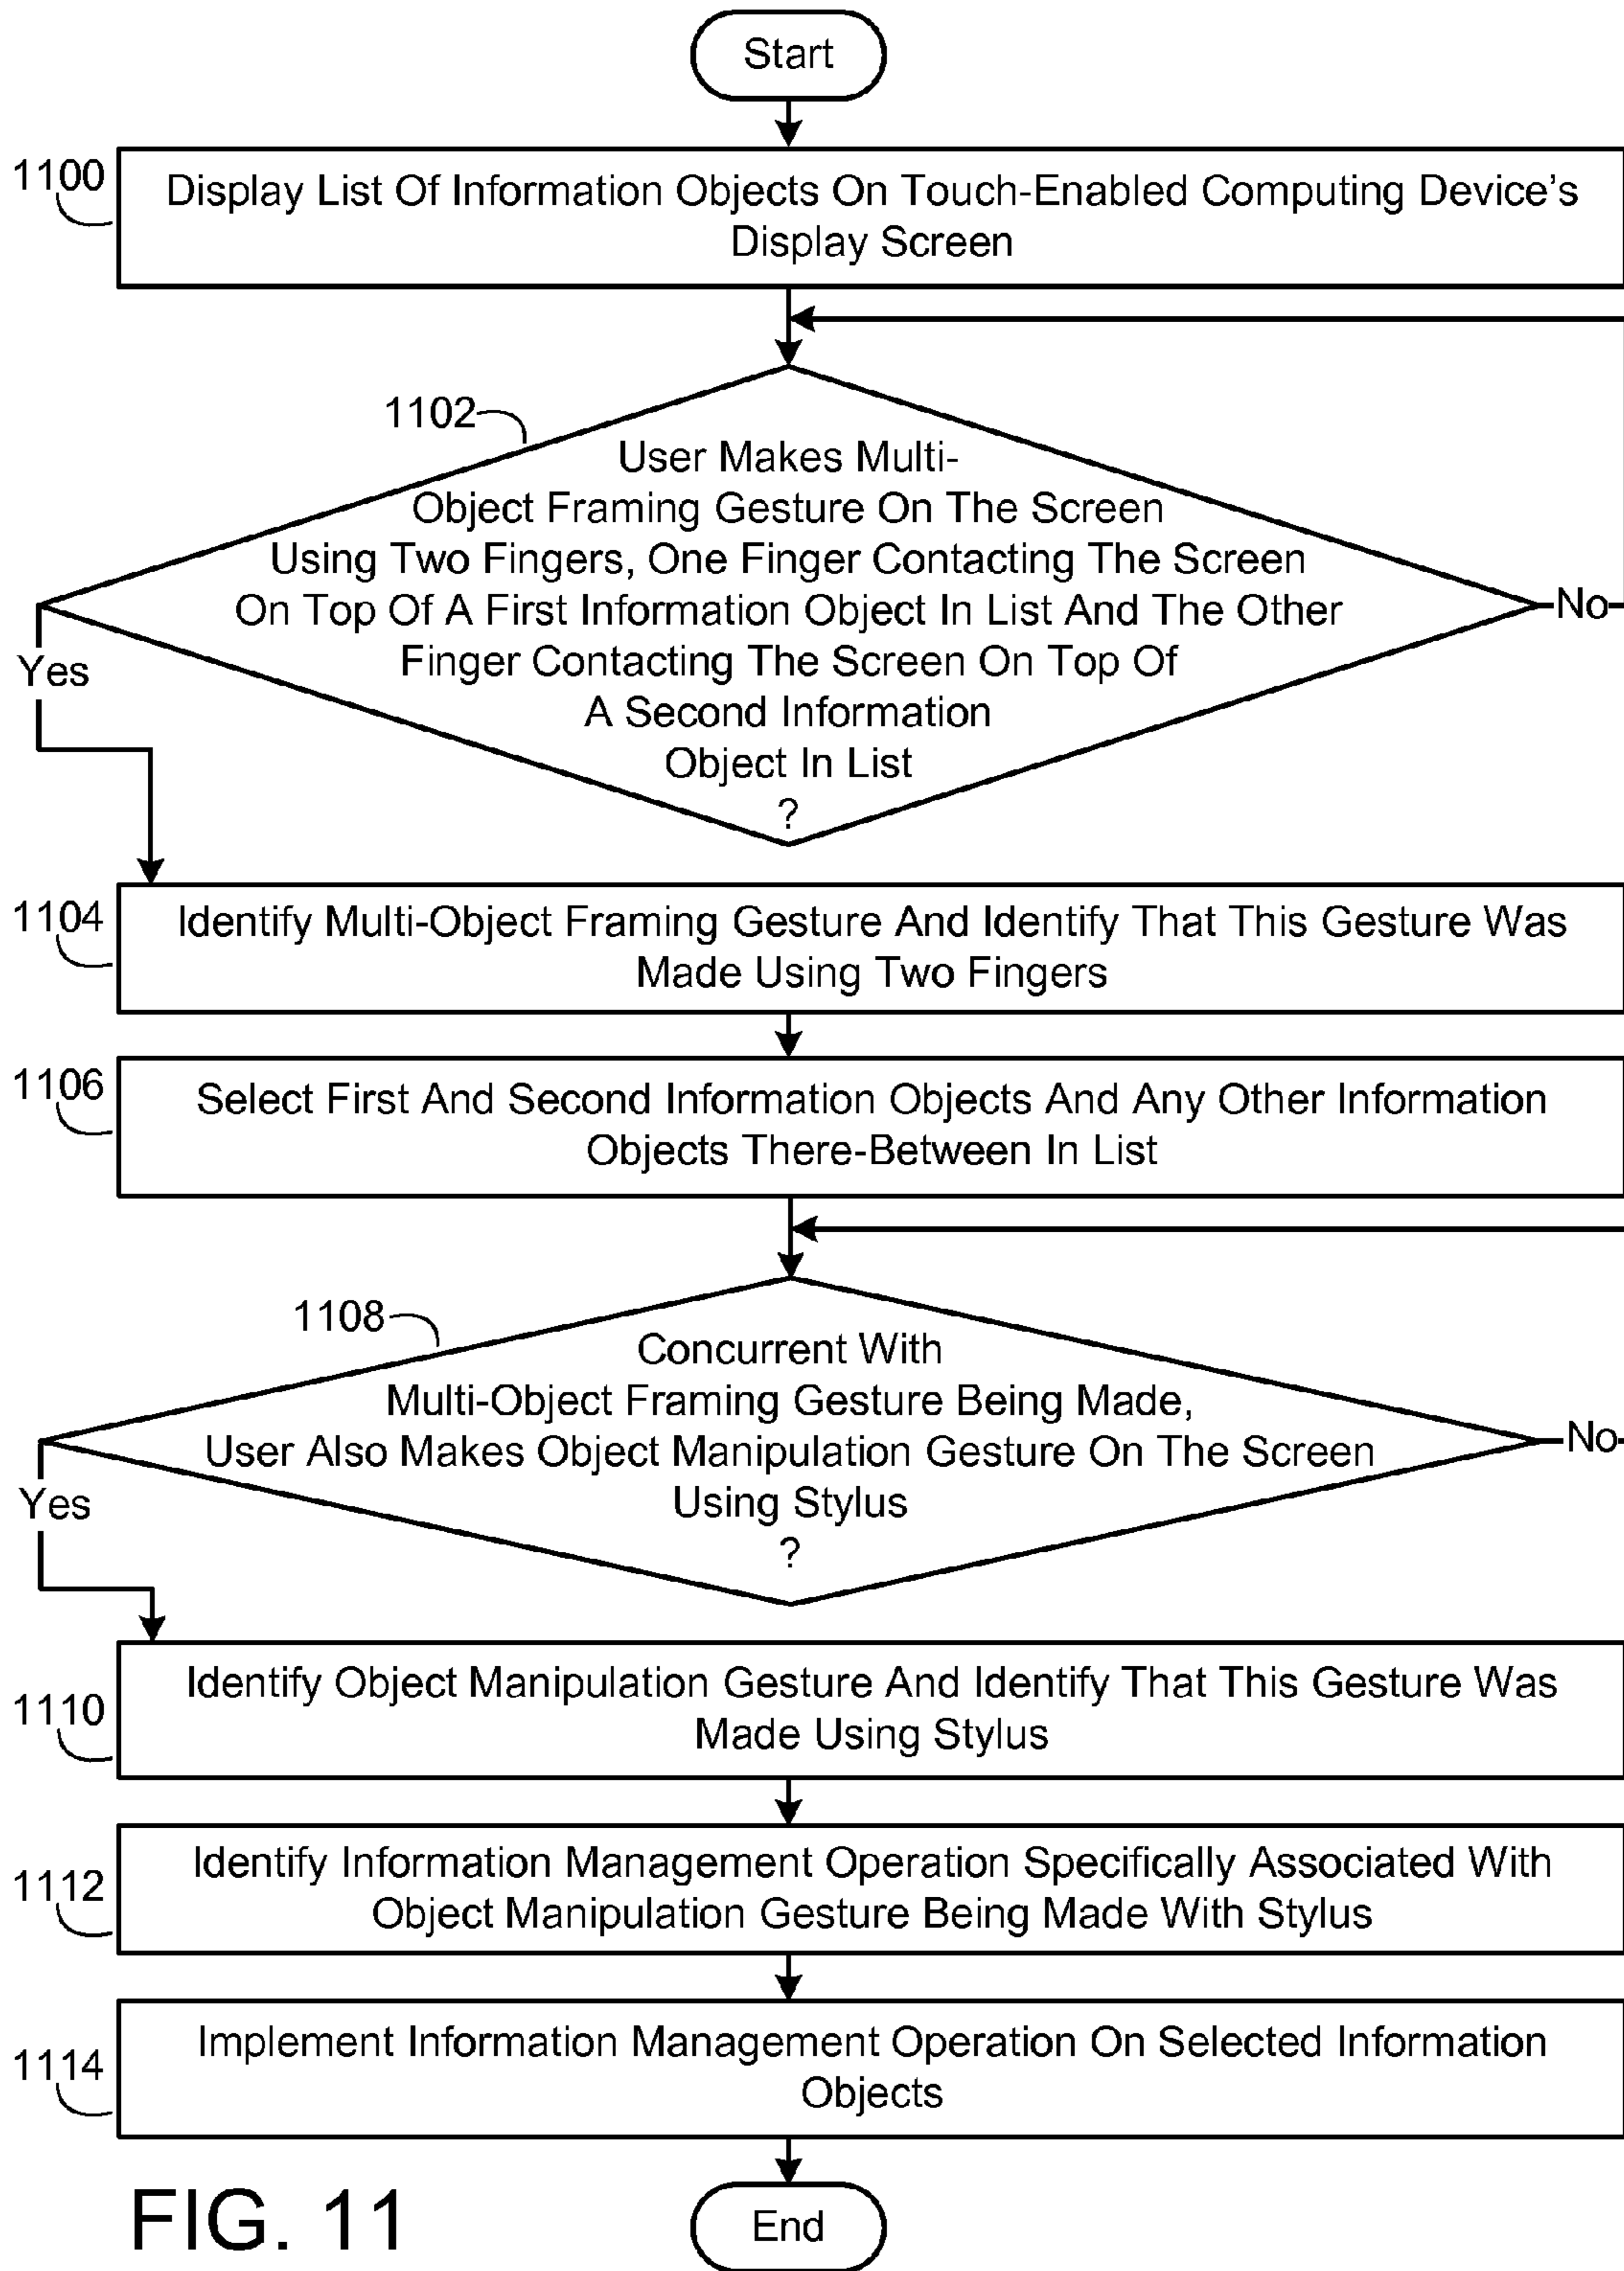 Start
1100
Display List Of Information Objects On Touch-Enabled Computing Device's
Display Screen
1102
User Makes Multi-
Object Framing Gesture On The Screen
Using Two Fingers, One Finger Contacting The Screen
On Top Of A First Information Object In List And The Other
Finger Contacting The Screen On Top Of
A Second Information
Object In List
?
No
Yes
1104
Identify Multi-Object Framing Gesture And Identify That This Gesture Was
Made Using Two Fingers
1106
Select First And Second Information Objects And Any Other Information
Objects There-Between In List
1108
Concurrent With
Multi-Object Framing Gesture Being Made,
User Also Makes Object Manipulation Gesture On The Screen
Using Stylus
?
No
Yes
1110
Identify Object Manipulation Gesture And Identify That This Gesture Was
Made Using Stylus
1112
Identify Information Management Operation Specifically Associated With
Object Manipulation Gesture Being Made With Stylus
1114
Implement Information Management Operation On Selected Information
Objects
End
FIG. 11